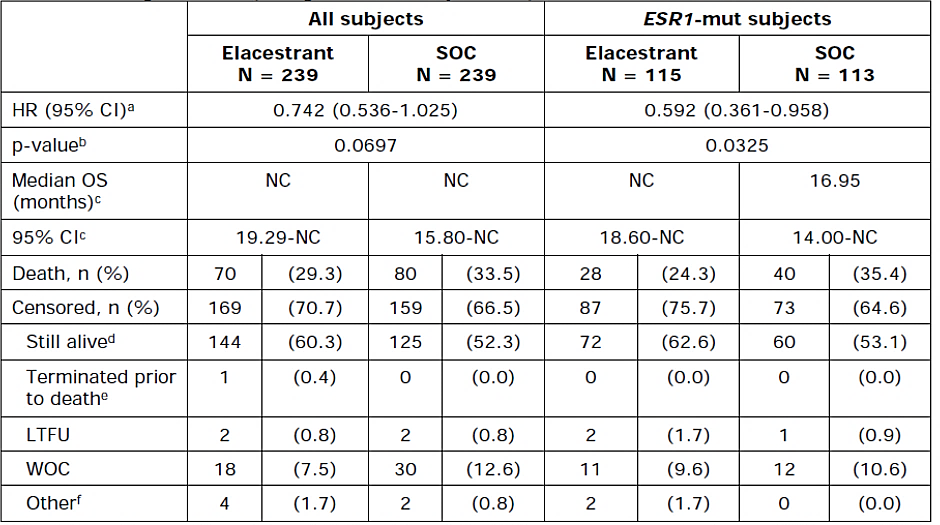 All subjects ESR1-mut subjects
Elacestrant SOC Elacestrant SOC
N = 239 N = 239 N = 115 N = 113
HR (95% CI)a 0.742 (0.536-1.025) 0.592 (0.361-0.958)
p-valueb 0.0697 0.0325
Median OS NC NC NC 16.95
(months)c
95% CIc 19.29-NC 15.80-NC 18.60-NC 14.00-NC
Death, n (%) 70 (29.3) 80 (33.5) 28 (24.3) 40 (35.4)
Censored, n (%) 169 (70.7) 159 (66.5) 87 (75.7) 73 (64.6)
Still alived 144 (60.3) 125 (52.3) 72 (62.6) 60 (53.1)
Terminated prior 1 (0.4) 0 (0.0) 0 (0.0) 0 (0.0)
to deathe
LTFU 2 (0.8) 2 (0.8) 2 (1.7) 1 (0.9)
WOC 18 (7.5) 30 (12.6) 11 (9.6) 12 (10.6)
Otherf 4 (1.7) 2 (0.8) 2 (1.7) 0 (0.0)